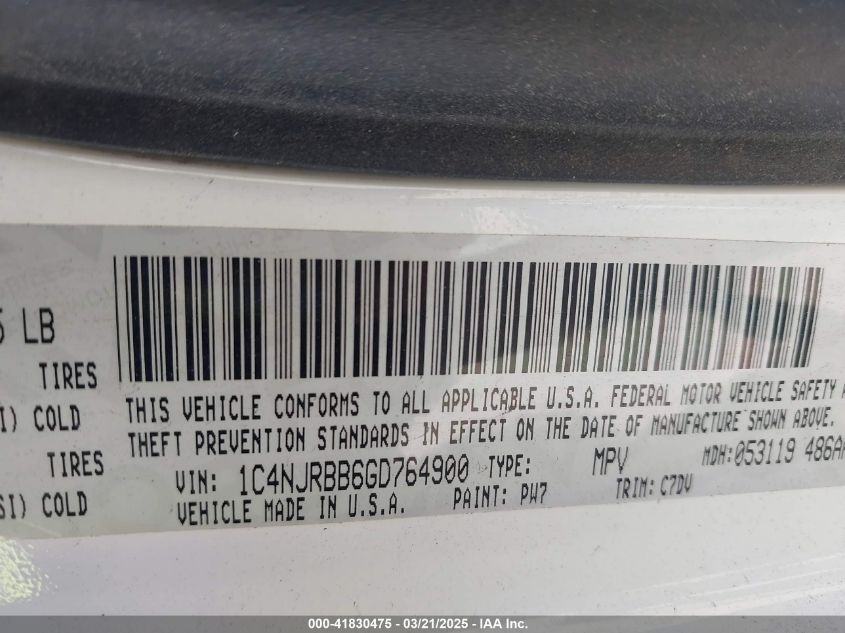 5 LB
TIRES
I) COLD
TIRES
SI) COLD
THIS VEHICLE CONFORMS TO ALL APPLICABLE U.S.A. FEDERAL MOTOR VEHICLE SAFETY A
THEFT PREVENTION STANDARDS IN EFFECT ON THE DATE OF MANUFACTURE SHOWN ABOVE.
VIN: 1C4NJRBB6GD764900 TYPE: MPV MDH:053119 486AA
VEHICLE MADE IN U.S.A. PAINT: PW7 TRIM: C7DV
000-41830475 - 03/21/2025 - IAA Inc.